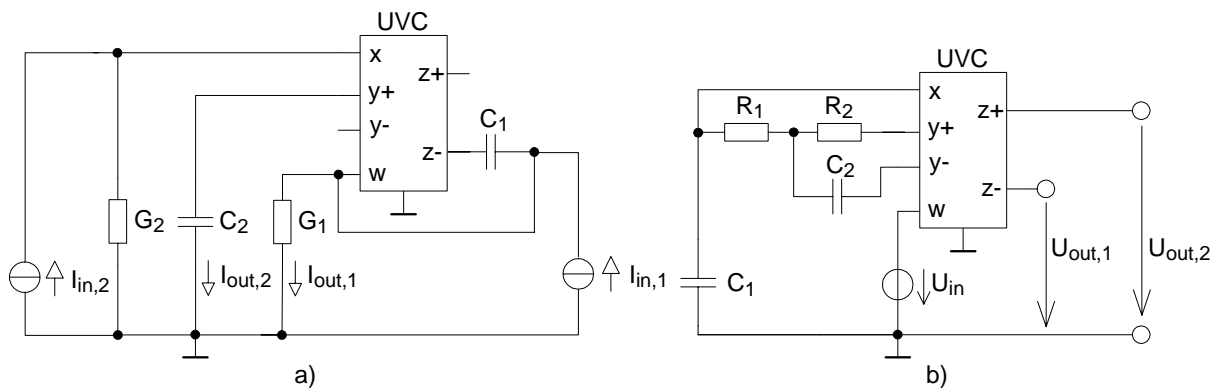 UVC
x
y+
y-
w
z+
z-
C1
G2
C2
G1
Iin,2
Iout,2
Iout,1
Iin,1
a)
UVC
x
y+
y-
w
z+
z-
R1
R2
C2
C1
Uin
Uout,1
Uout,2
b)